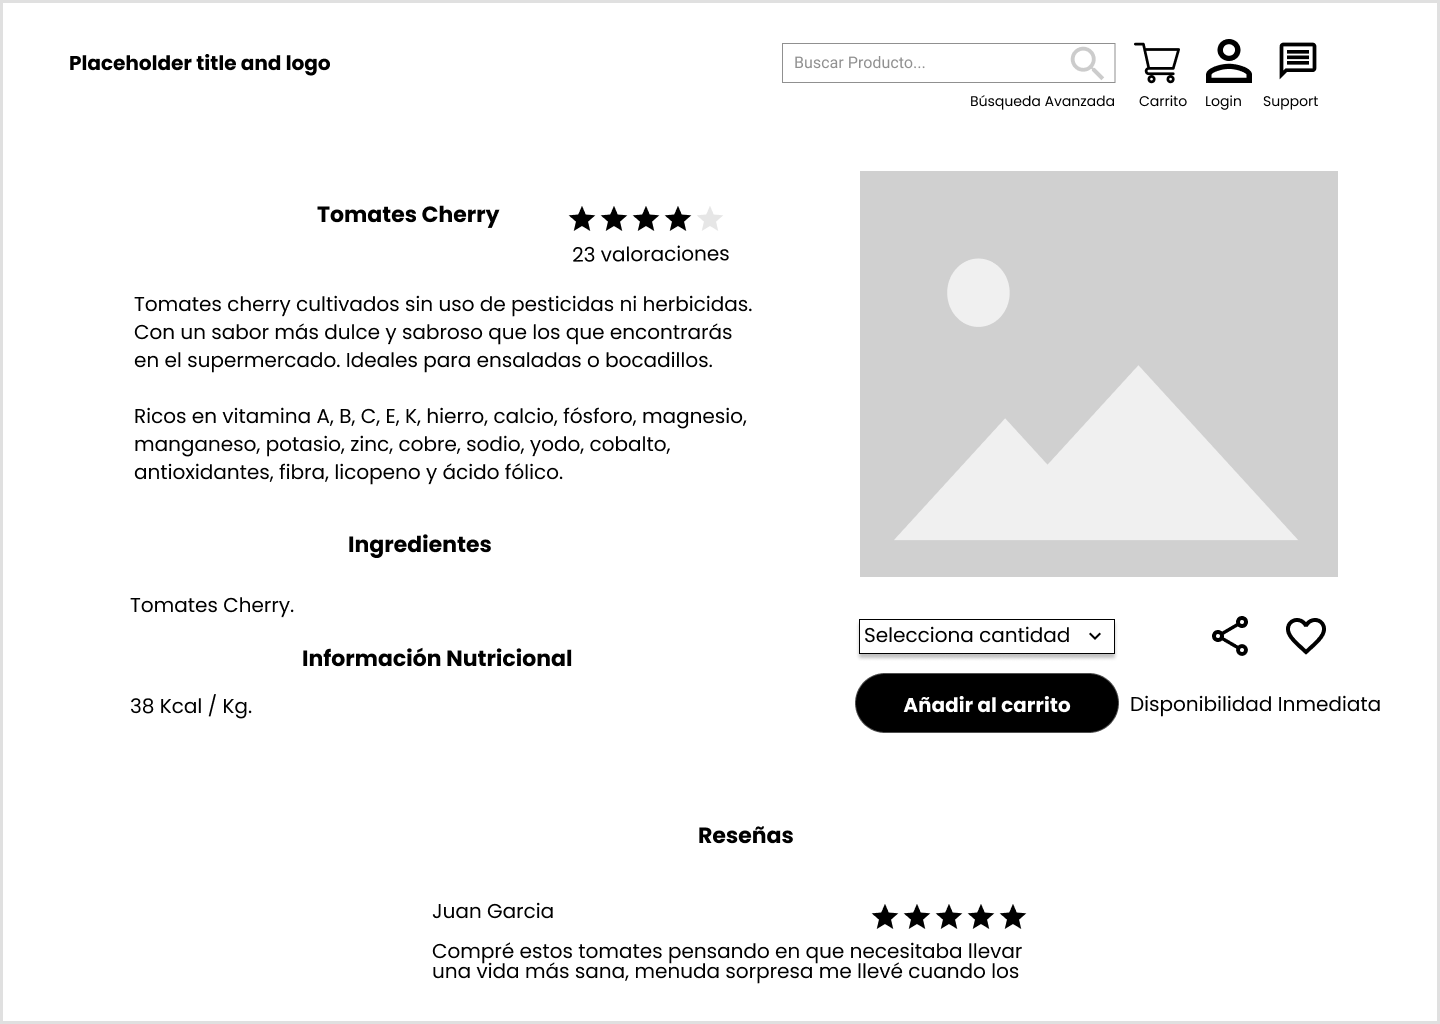 Placeholder title and logo
Buscar Producto...
Búsqueda Avanzada
Carrito
Login
Support
Tomates Cherry
23 valoraciones
Tomates cherry cultivados sin uso de pesticidas ni herbicidas.
Con un sabor más dulce y sabroso que los que encontrarás
en el supermercado. Ideales para ensaladas o bocadillos.
Ricos en vitamina A, B, C, E, K, hierro, calcio, fósforo, magnesio,
manganeso, potasio, zinc, cobre, sodio, yodo, cobalto,
antioxidantes, fibra, licopeno y ácido fólico.
Ingredientes
Tomates Cherry.
Información Nutricional
38 Kcal / Kg.
Selecciona cantidad
Añadir al carrito
Disponibilidad Inmediata
Reseñas
Juan Garcia
Compré estos tomates pensando en que necesitaba llevar
una vida más sana, menuda sorpresa me llevé cuando los